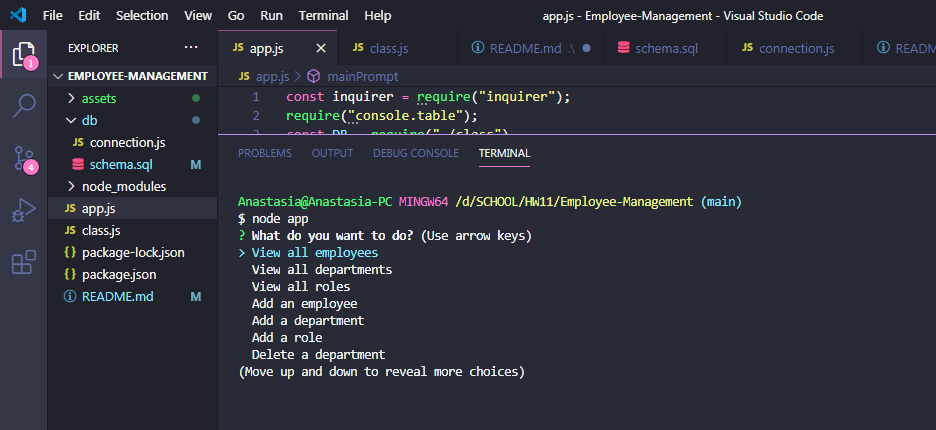 File Edit Selection View Go Run Terminal Help app.js - Employee-Management - Visual Studio Code
EXPLORER ...
EMPLOYEE-MANAGEMENT
assets
db
connection.js
schema.sql M
node_modules
JS app.js
JS class.js
{} package-lock.json
{} package.json
README.md M
1
4
JS app.js × JS class.js README.md .\ schema.sql JS connection.js READM
JS app.js > mainPrompt
1 const inquirer = require("inquirer");
2 require("console.table");
3 const DB = require("./class")
PROBLEMS OUTPUT DEBUG CONSOLE TERMINAL
Anastasia@Anastasia-PC MINGW64 /d/SCHOOL/HW11/Employee-Management (main)
$ node app
? What do you want to do? (Use arrow keys)
> View all employees
View all departments
View all roles
Add an employee
Add a department
Add a role
Delete a department
(Move up and down to reveal more choices)